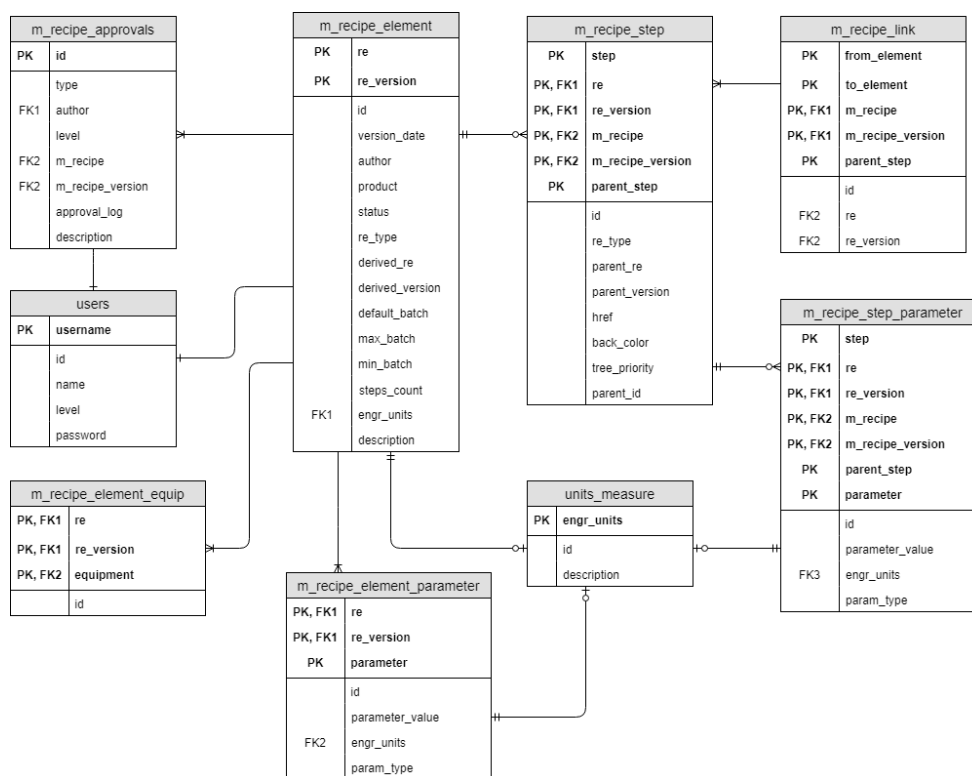 m_recipe_approvals
PK id
type
FK1 author
level
FK2 m_recipe
FK2 m_recipe_version
approval_log
description
users
PK username
id
name
level
password
m_recipe_element_equip
PK, FK1 re
PK, FK1 re_version
PK, FK2 equipment
id
m_recipe_element
PK re
PK re_version
id
version_date
author
product
status
re_type
derived_re
derived_version
default_batch
max_batch
min_batch
steps_count
FK1 engr_units
description
m_recipe_element_parameter
PK, FK1 re
PK, FK1 re_version
PK parameter
id
parameter_value
FK2 engr_units
param_type
m_recipe_step
PK step
PK, FK1 re
PK, FK1 re_version
PK, FK2 m_recipe
PK, FK2 m_recipe_version
PK parent_step
id
re_type
parent_re
parent_version
href
back_color
tree_priority
parent_id
units_measure
PK engr_units
id
description
m_recipe_link
PK from_element
PK to_element
PK, FK1 m_recipe
PK, FK1 m_recipe_version
PK parent_step
id
FK2 re
FK2 re_version
m_recipe_step_parameter
PK step
PK, FK1 re
PK, FK1 re_version
PK, FK2 m_recipe
PK, FK2 m_recipe_version
PK parent_step
PK parameter
id
parameter_value
FK3 engr_units
param_type